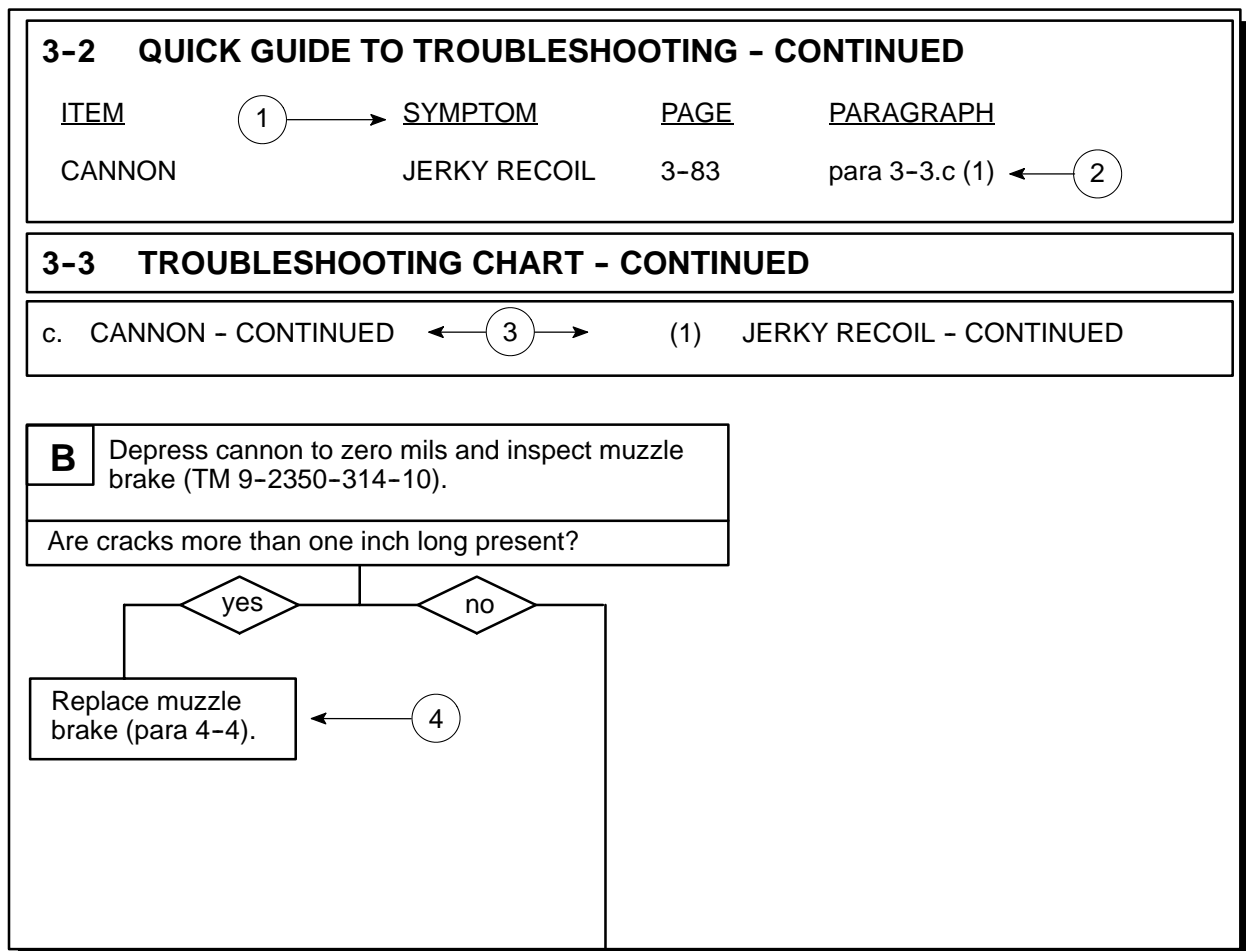 3-2 QUICK GUIDE TO TROUBLESHOOTING - CONTINUED
ITEM 1 SYMPTOM PAGE PARAGRAPH
CANNON JERKY RECOIL 3-83 para 3-3.c (1) 2
3-3 TROUBLESHOOTING CHART - CONTINUED
c. CANNON - CONTINUED 3 (1) JERKY RECOIL - CONTINUED
B Depress cannon to zero mils and inspect muzzle
brake (TM 9-2350-314-10).
Are cracks more than one inch long present?
yes no
Replace muzzle
brake (para 4-4).
4